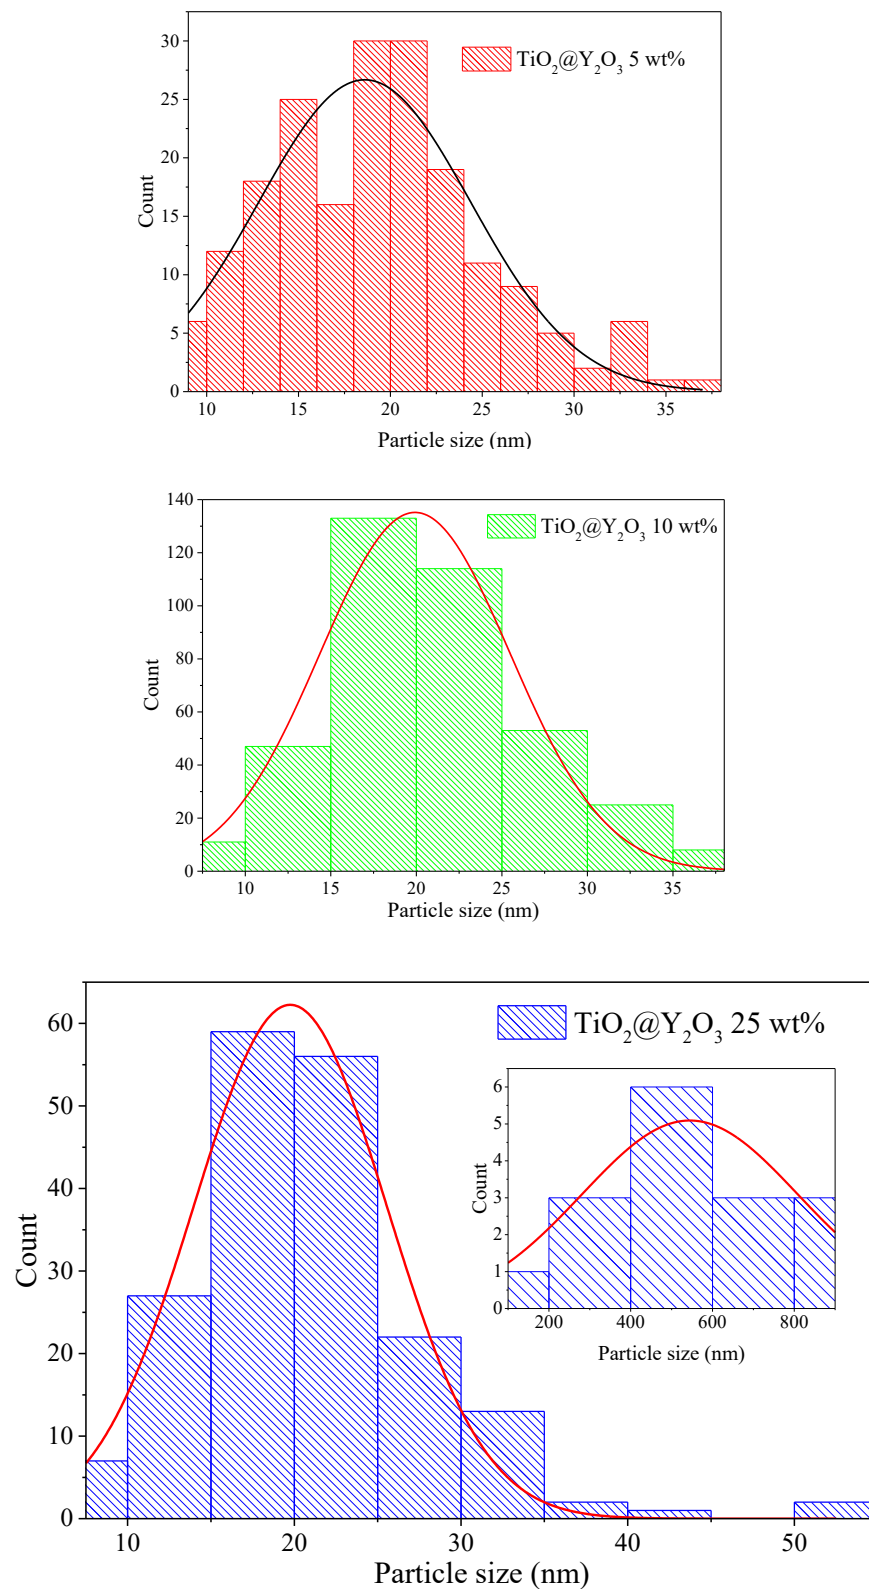 TiO2@Y2O3 5 wt%
30
25
20
15
10
5
0
Count
10 15 20 25 30 35
Particle size (nm)
TiO2@Y2O3 10 wt%
140
120
100
80
60
40
20
0
Count
10 15 20 25 30 35
Particle size (nm)
TiO2@Y2O3 25 wt%
60
50
40
30
20
10
0
Count
10 20 30 40 50
Particle size (nm)
6
5
4
3
2
1
0
Count
200 400 600 800
Particle size (nm)